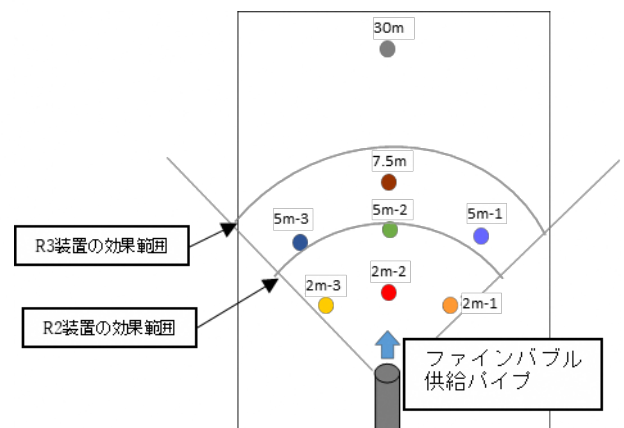 30m
7.5m
5m-3
5m-2
5m-1
R3装置の効果範囲
2m-3
2m-2
2m-1
R2装置の効果範囲
ファインバブル
供給パイプ